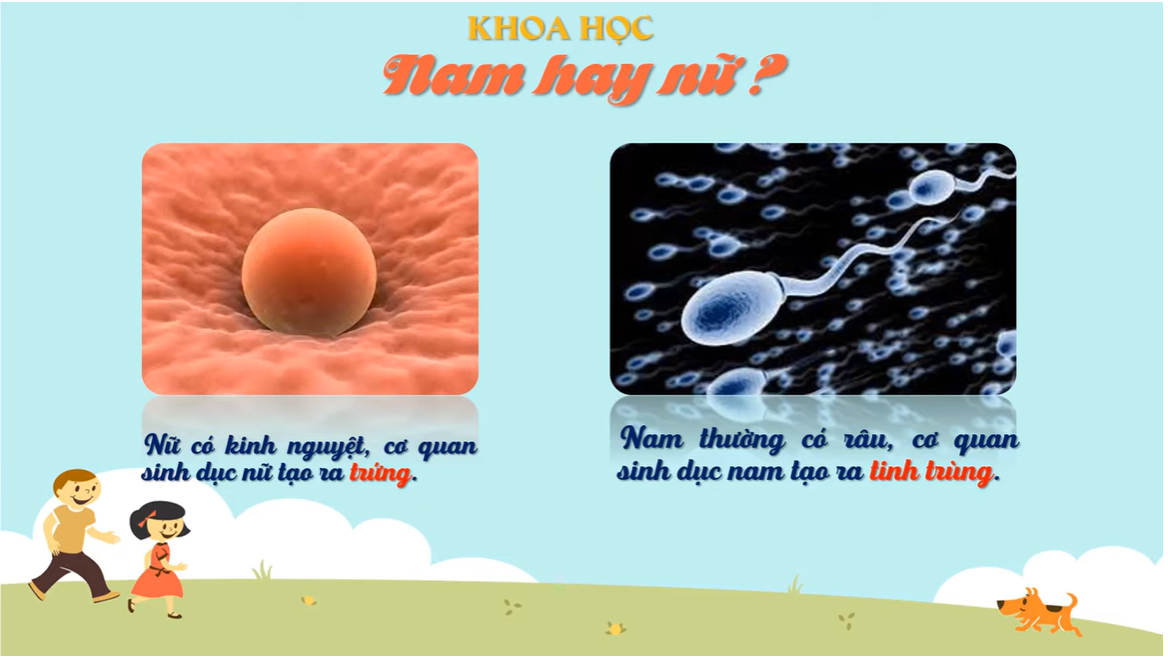 KHOA HỌC
Nam hay nữ ?
Nữ có kinh nguyệt, cơ quan
sinh dục nữ tạo ra trứng.
Nam thường có râu, cơ quan
sinh dục nam tạo ra tinh trùng.